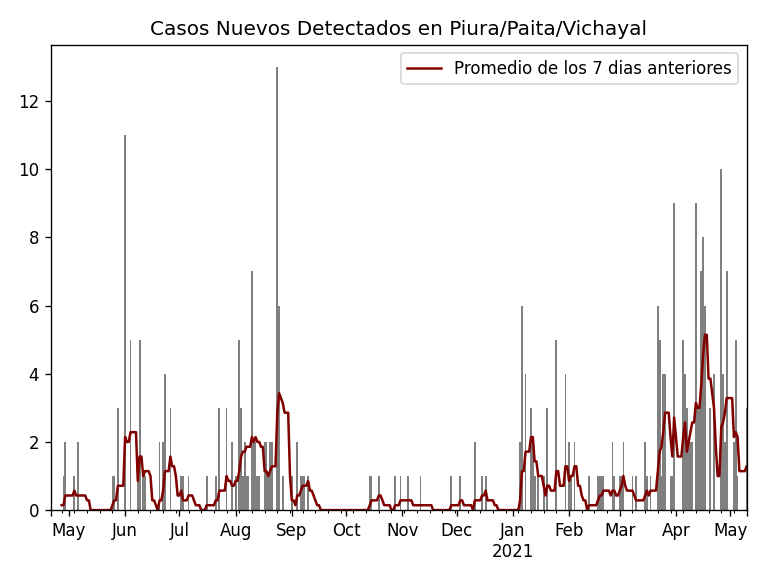 Casos Nuevos Detectados en Piura/Paita/Vichayal
Promedio de los 7 dias anteriores
12
10
8
6
4
2
0
May Jun Jul Aug Sep Oct Nov Dec Jan Feb Mar Apr May
2021